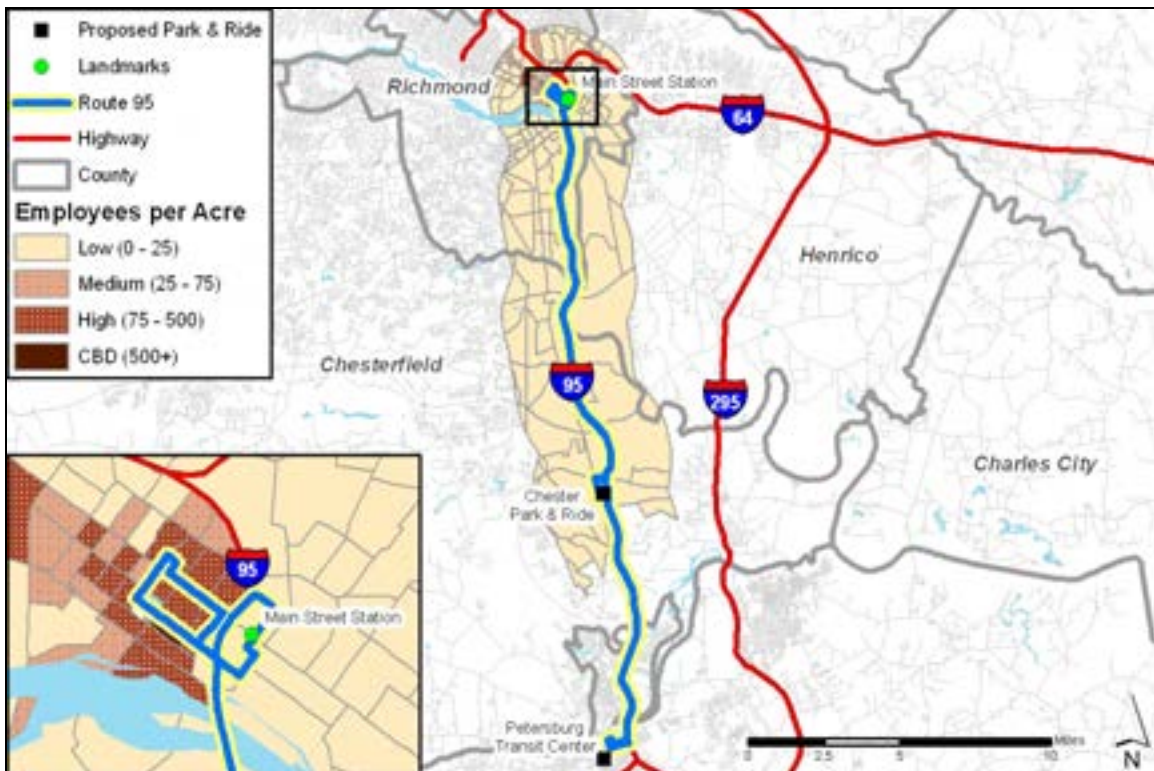 Proposed Park & Ride
Landmarks
Route 95
Highway
County
Employees per Acre
Low (0 - 25)
Medium (25 - 75)
High (75 - 500)
CBD (500+)
Richmond
Main Street Station
64
Henrico
Chesterfield
95
295
Charles City
Chester
Park & Ride
95
Main Street Station
Petersburg
Transit Center
Miles
0 2.5 5 10
N